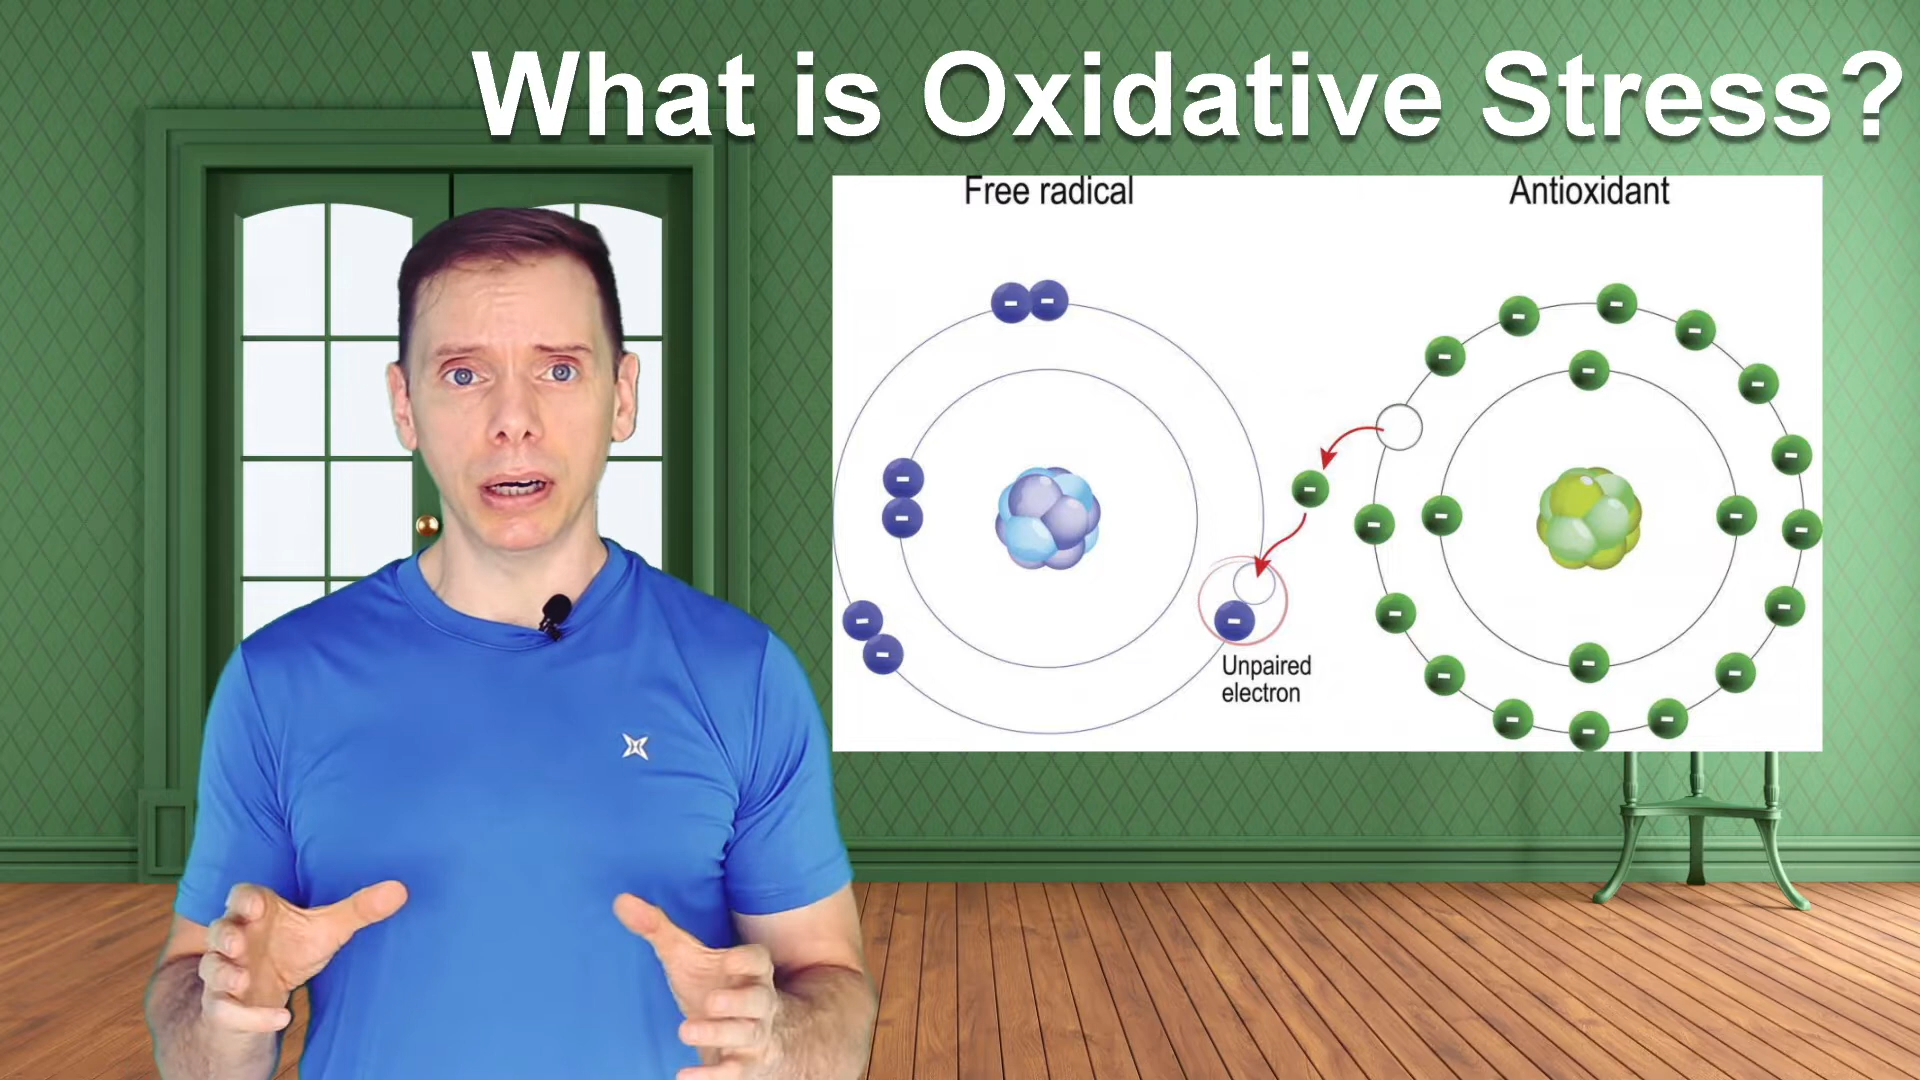 What is Oxidative Stress?
Free radical
Antioxidant
Unpaired
electron